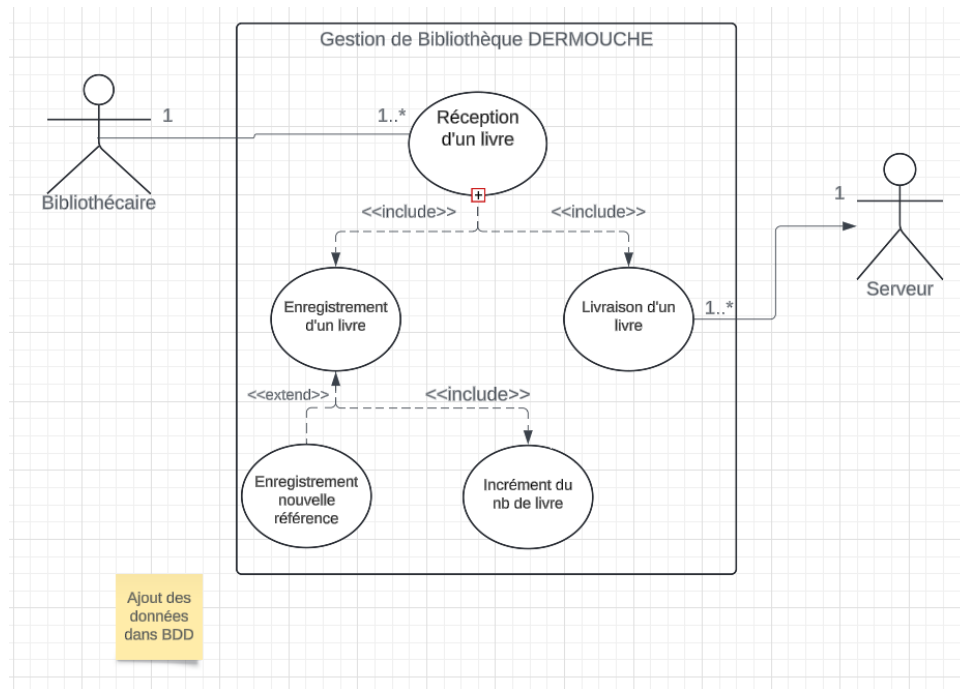 Gestion de Bibliothèque DERMOUCHE
1
1..*
Réception
d'un livre
Bibliothécaire
<<include>>
<<include>>
1
Serveur
Enregistrement
d'un livre
Livraison d'un
livre
1..*
<<extend>>
<<include>>
Enregistrement
nouvelle
référence
Incrément du
nb de livre
Ajout des
données
dans BDD